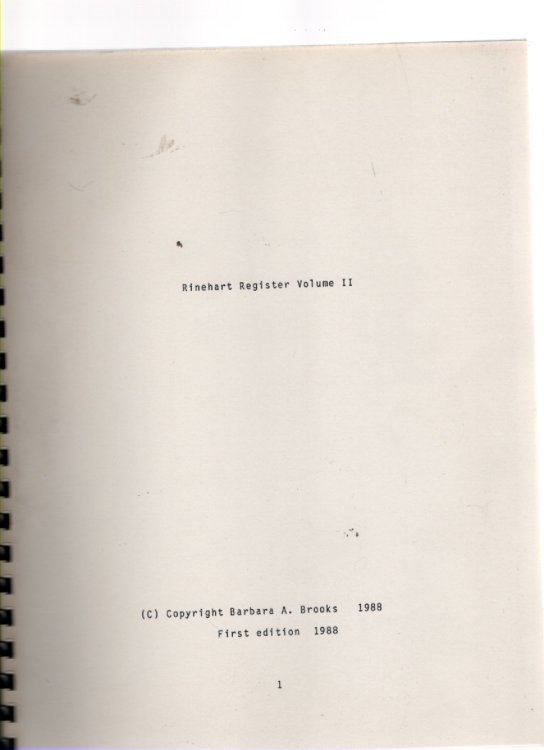 Rinehart Register Volume II
(C) Copyright Barbara A. Brooks 1988
First edition 1988
1